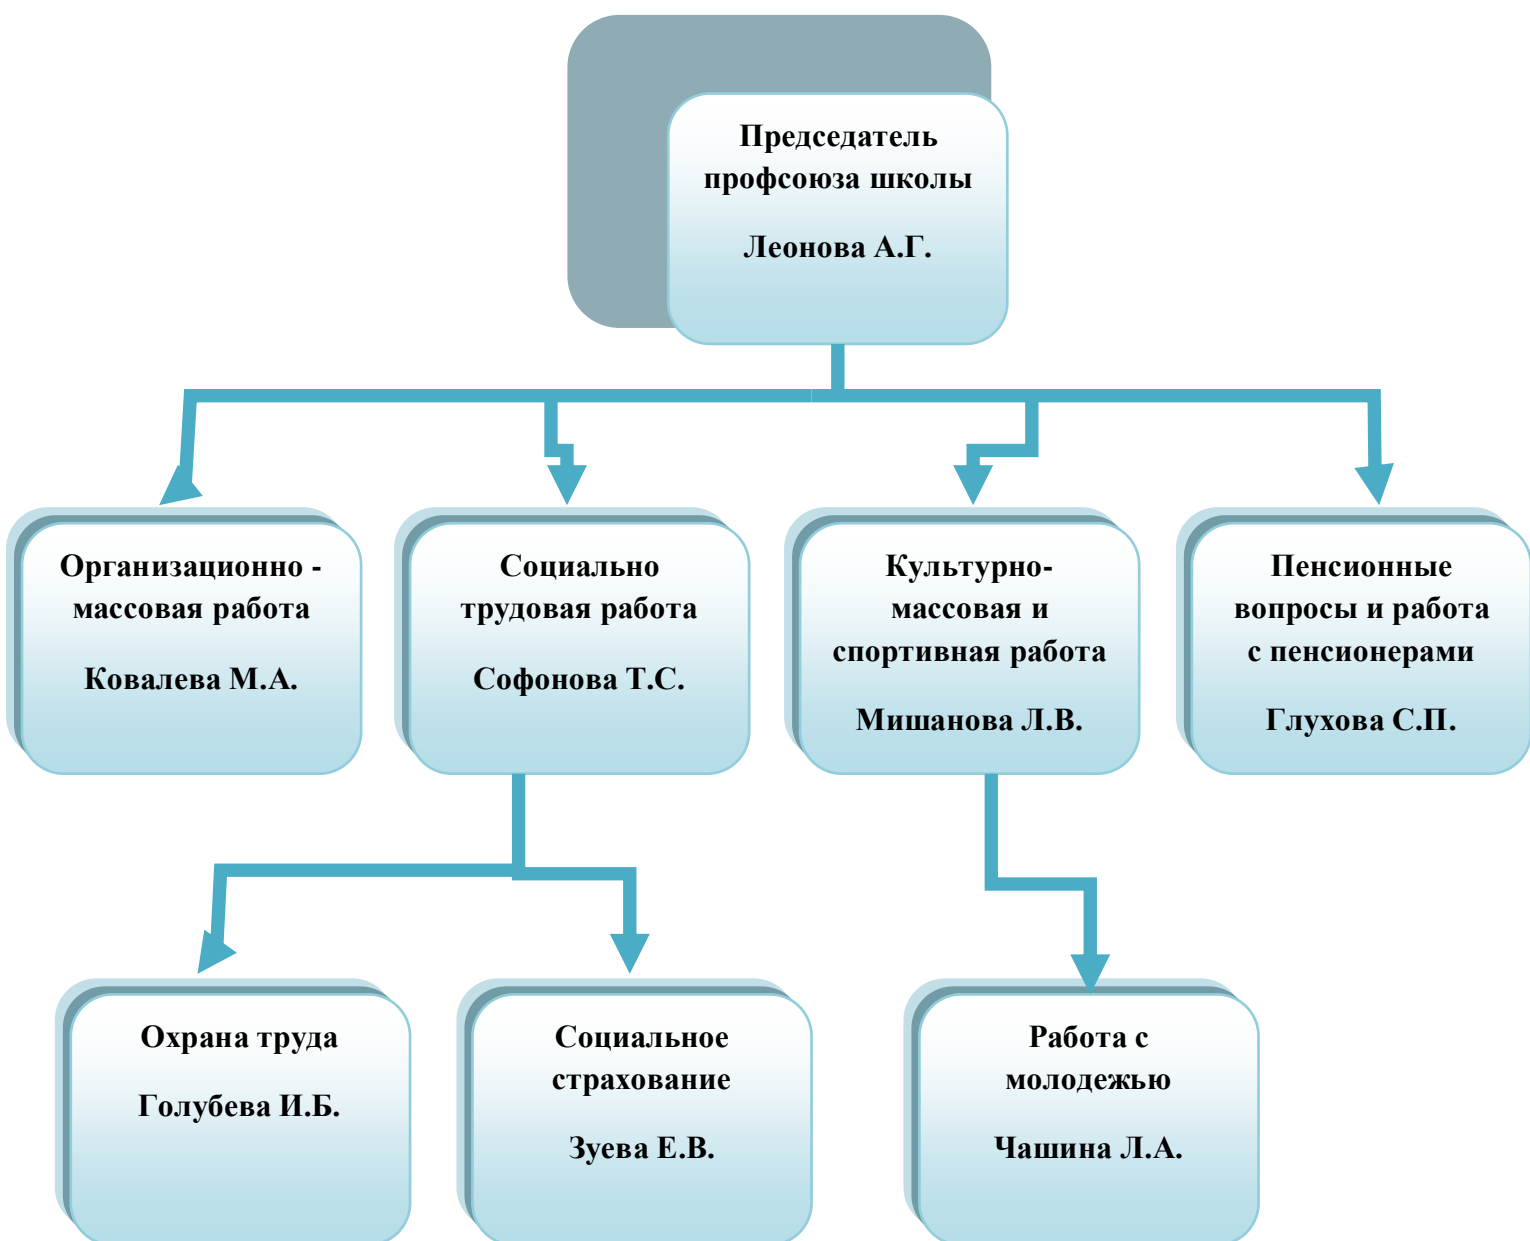 Председатель
профсоюза школы
Леонова А.Г.
Организационно -
массовая работа
Ковалева М.А.
Социально
трудовая работа
Софонова Т.С.
Культурно-
массовая и
спортивная работа
Мишанова Л.В.
Пенсионные
вопросы и работа
с пенсионерами
Глухова С.П.
Охрана труда
Голубева И.Б.
Социальное
страхование
Зуева Е.В.
Работа с
молодежью
Чашина Л.А.